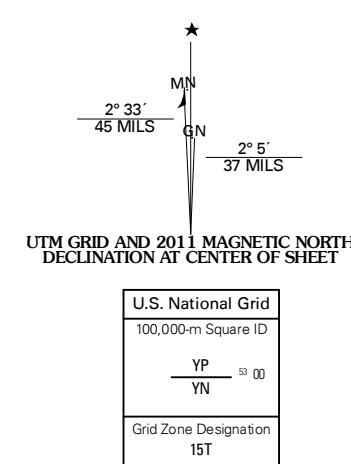 ★
MN
2° 33´
45 MILS
GN
2° 5´
37 MILS
UTM GRID AND 2011 MAGNETIC NORTH
DECLINATION AT CENTER OF SHEET
U.S. National Grid
100,000-m Square ID
YP
53 00
YN
Grid Zone Designation
15T